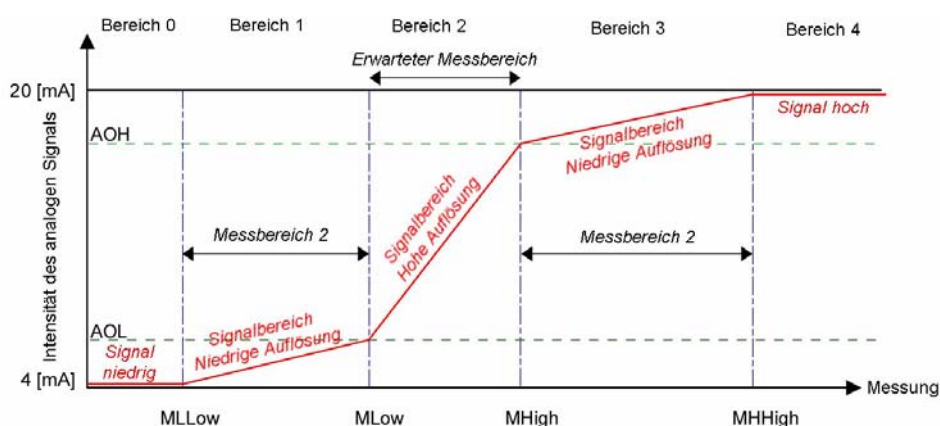 Bereich 0
Bereich 1
Bereich 2
Bereich 3
Bereich 4
Erwarteter Messbereich
20 [mA]
Signal hoch
AOH
Signalbereich
Niedrige Auflösung
Intensität des analogen Signals
Signalbereich
Hohe Auflösung
Messbereich 2
Messbereich 2
AOL
Signalbereich
Niedrige Auflösung
Signal
niedrig
4 [mA]
Messung
MLLow
MLow
MHigh
MHHigh